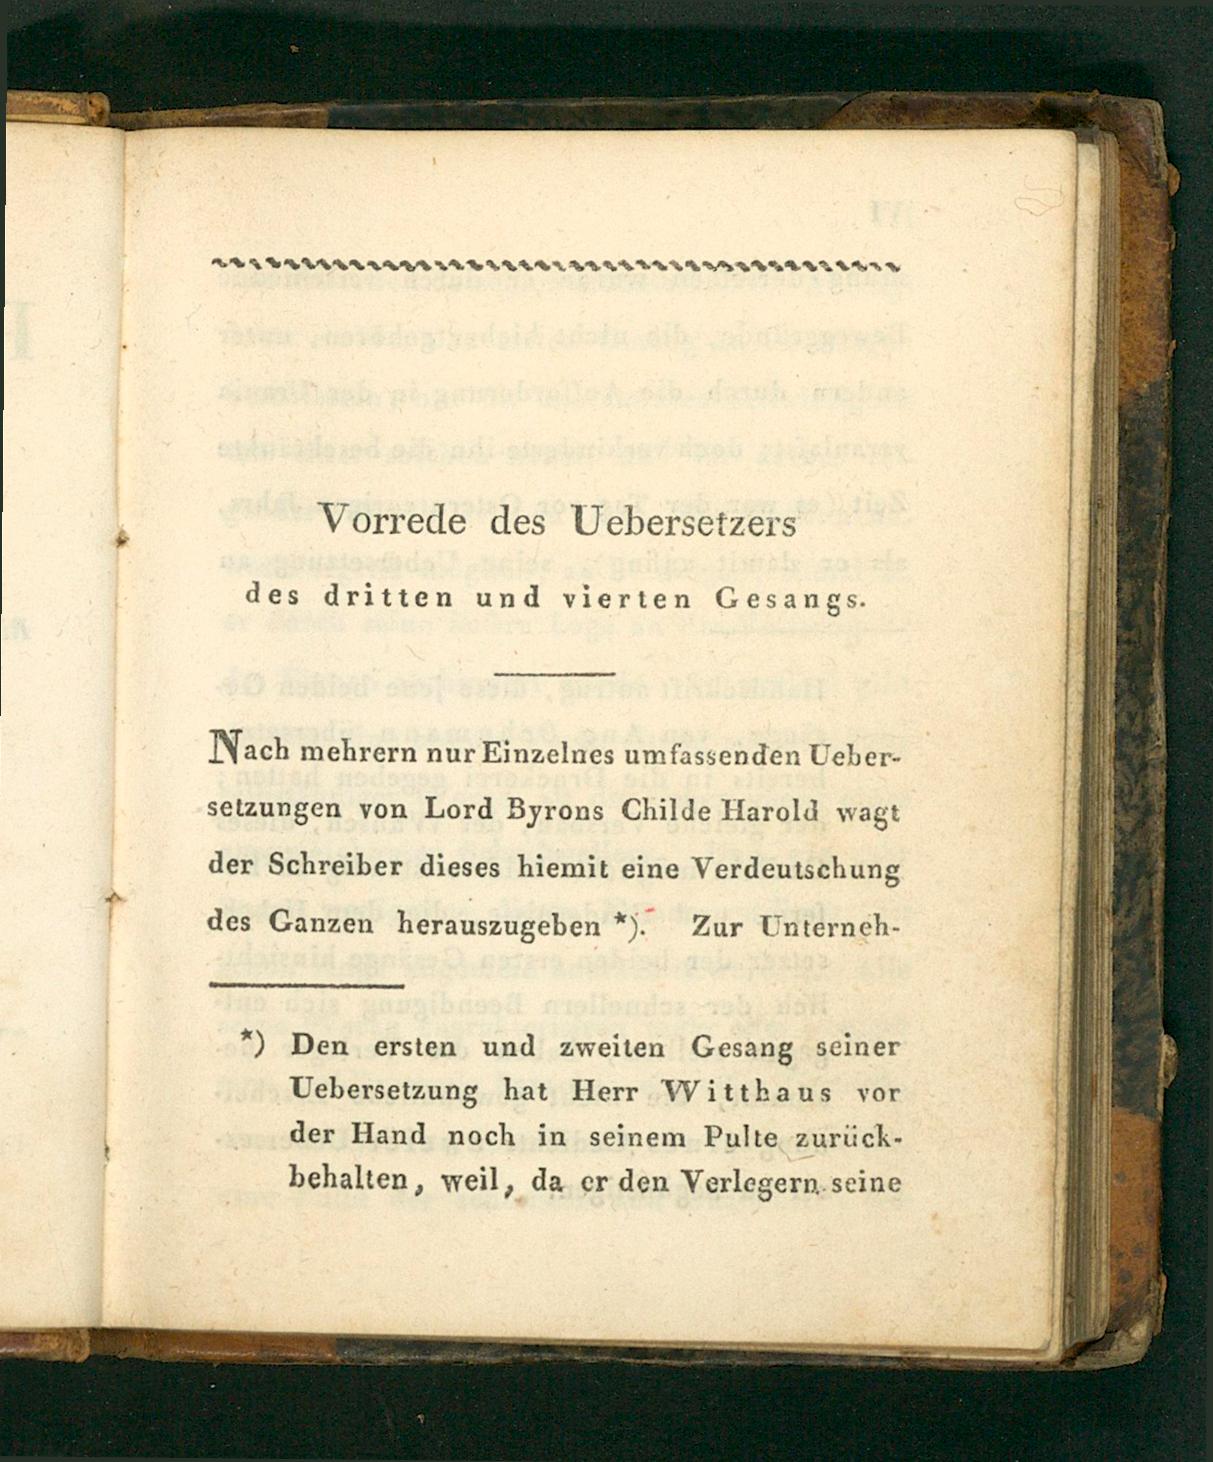 Vorrede des Uebersetzers
des dritten und vierten Gesangs.
Nach mehrern nur Einzelnes umfassenden Ueber-
setzungen von Lord Byrons Childe Harold wagt
der Schreiber dieses hiemit eine Verdeutschung
des Ganzen herauszugeben *). Zur Unterneh-
*) Den ersten und zweiten Gesang seiner
Uebersetzung hat Herr Witthaus vor
der Hand noch in seinem Pulte zurück-
behalten, weil, da er den Verlegern seine